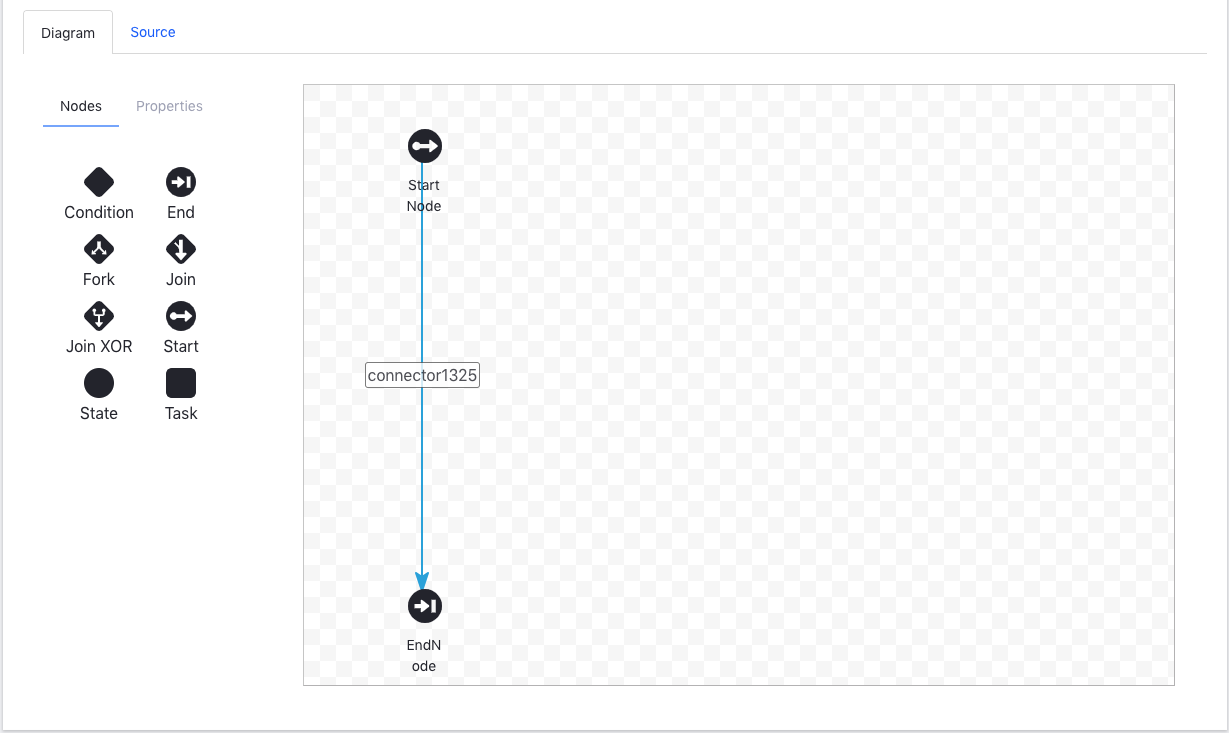 Diagram
Source
Nodes
Properties
Condition
End
Fork
Join
Join XOR
Start
State
Task
Start
Node
connector1325
EndN
ode